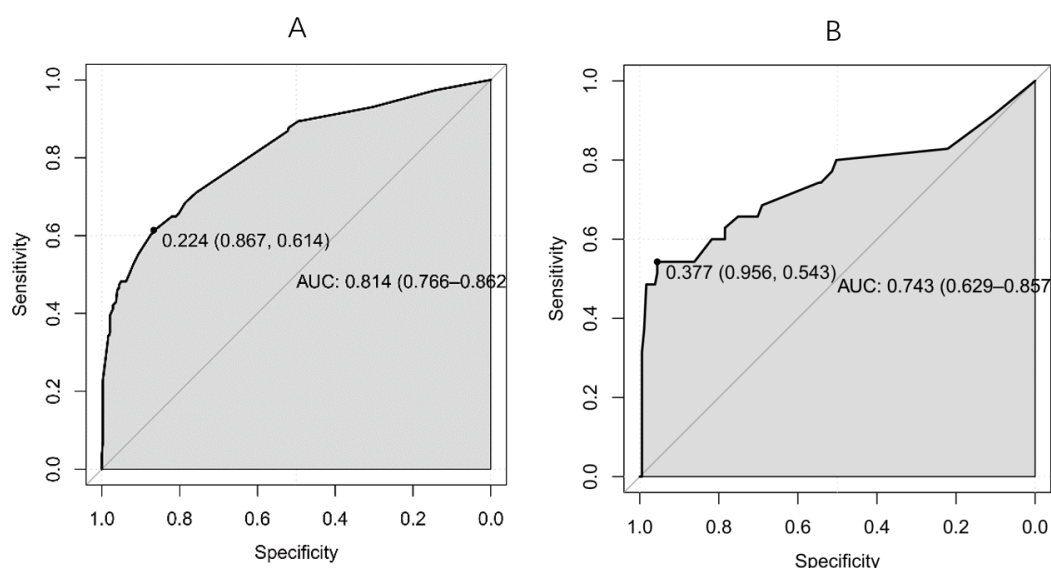 A
1.0
0.8
0.6
0.4
0.2
0.0
Sensitivity
0.224 (0.867, 0.614)
AUC: 0.814 (0.766–0.862
1.0 0.8 0.6 0.4 0.2 0.0
Specificity
B
1.0
0.8
0.6
0.4
0.2
0.0
Sensitivity
0.377 (0.956, 0.543)
AUC: 0.743 (0.629–0.857
1.0 0.8 0.6 0.4 0.2 0.0
Specificity